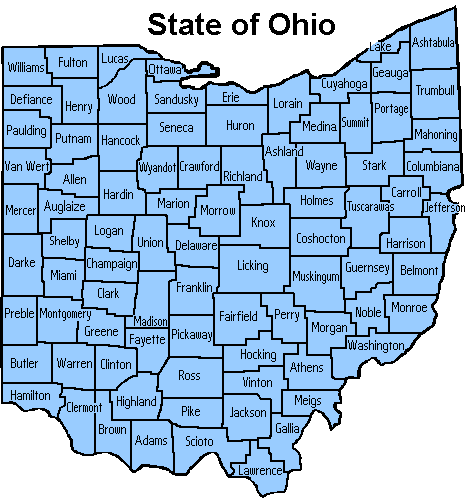 State of Ohio
Ashtabula
Lake
Lucas
Fulton
Williams
Ottawa
Geauga
Cuyahoga
Trumbull
Defiance
Henry
Wood
Sandusky
Erie
Lorain
Portage
Summit
Medina
Paulding
Putnam
Hancock
Seneca
Huron
Mahoning
Ashland
Van Wert
Wyandot
Crawford
Richland
Wayne
Stark
Columbiana
Allen
Hardin
Marion
Morrow
Holmes
Tuscarawas
Carroll
Jefferson
Mercer
Auglaize
Logan
Union
Knox
Shelby
Delaware
Coshocton
Harrison
Darke
Champaign
Licking
Guernsey
Belmont
Miami
Muskingum
Clark
Franklin
Preble
Montgomery
Madison
Fairfield
Perry
Noble
Monroe
Greene
Morgan
Fayette
Pickaway
Washington
Butler
Warren
Clinton
Hocking
Athens
Ross
Vinton
Hamilton
Clermont
Highland
Pike
Jackson
Meigs
Brown
Adams
Scioto
Gallia
Lawrence